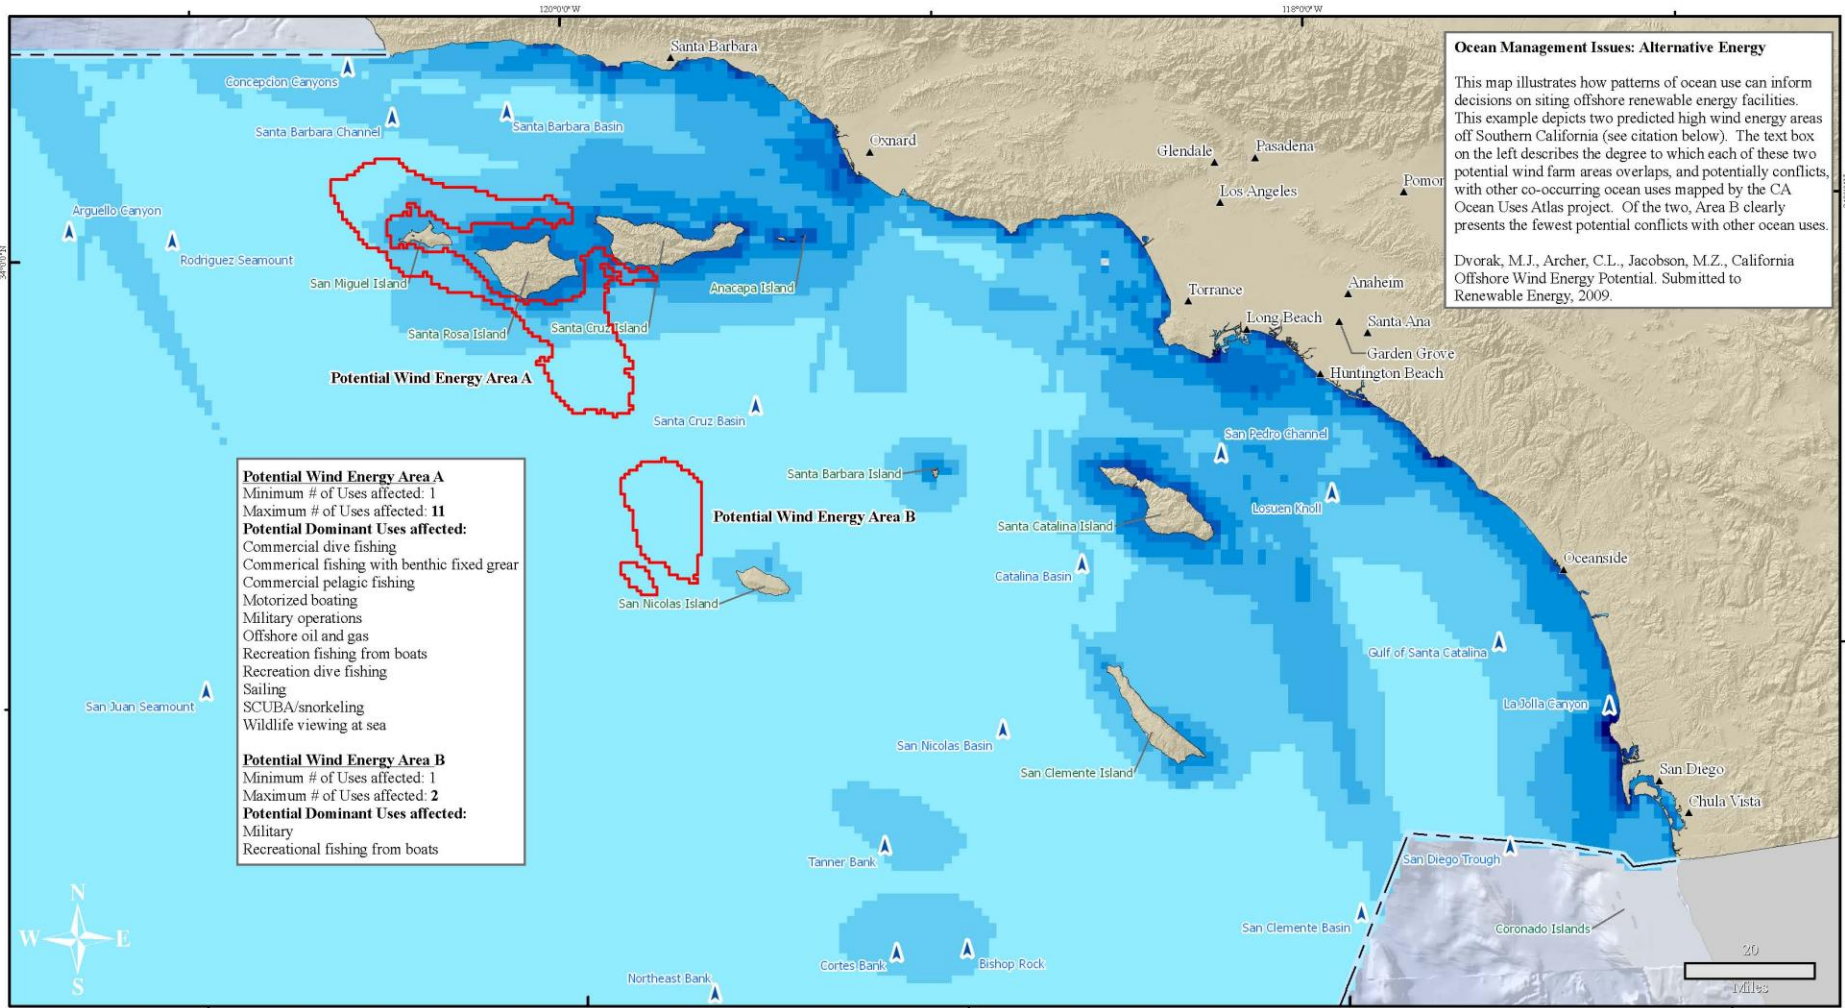 120°0'0"W
118°0'0"W
34°0'0"N
Ocean Management Issues: Alternative Energy
This map illustrates how patterns of ocean use can inform
decisions on siting offshore renewable energy facilities.
This example depicts two predicted high wind energy areas
off Southern California (see citation below). The text box
on the left describes the degree to which each of these two
potential wind farm areas overlaps, and potentially conflicts,
with other co-occurring ocean uses mapped by the CA
Ocean Uses Atlas project. Of the two, Area B clearly
presents the fewest potential conflicts with other ocean uses.
Dvorak, M.J., Archer, C.L., Jacobson, M.Z., California
Offshore Wind Energy Potential. Submitted to
Renewable Energy, 2009.
Santa Barbara
Concepcion Canyons
Santa Barbara Channel
Santa Barbara Basin
Oxnard
Glendale
Pasadena
Los Angeles
Pomor
Arguello Canyon
Rodriguez Seamount
San Miguel Island
Anacapa Island
Santa Rosa Island
Santa Cruz Island
Torrance
Anaheim
Long Beach
Santa Ana
Garden Grove
Huntington Beach
Potential Wind Energy Area A
Santa Cruz Basin
San Pedro Channel
Santa Barbara Island
Losuen Knoll
Potential Wind Energy Area B
Santa Catalina Island
Oceanside
Catalina Basin
San Nicolas Island
Gulf of Santa Catalina
San Juan Seamount
La Jolla Canyon
San Nicolas Basin
San Clemente Island
San Diego
Chula Vista
Tanner Bank
San Diego Trough
San Clemente Basin
Coronado Islands
Cortes Bank
Bishop Rock
Northeast Bank
Potential Wind Energy Area A
Minimum # of Uses affected: 1
Maximum # of Uses affected: 11
Potential Dominant Uses affected:
Commercial dive fishing
Commerical fishing with benthic fixed grear
Commercial pelagic fishing
Motorized boating
Military operations
Offshore oil and gas
Recreation fishing from boats
Recreation dive fishing
Sailing
SCUBA/snorkeling
Wildlife viewing at sea
Potential Wind Energy Area B
Minimum # of Uses affected: 1
Maximum # of Uses affected: 2
Potential Dominant Uses affected:
Military
Recreational fishing from boats
N
W E
S
20
Miles